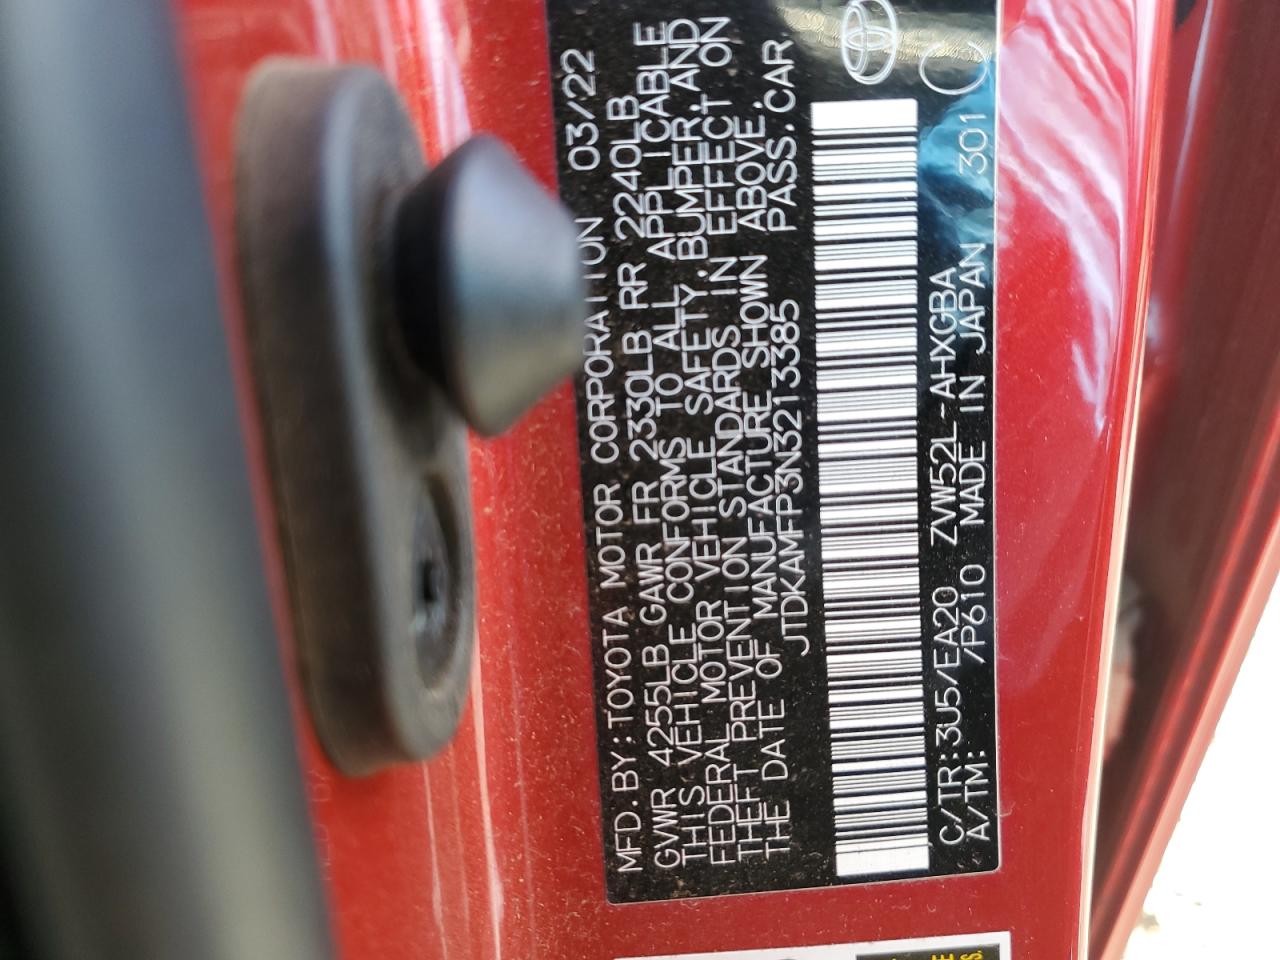 MFD.BY:TOYOTA MOTOR CORPORATION 03/22
GVWR 4255LB GAWR FR 2330LB RR 2240LB
THIS VEHICLE CONFORMS TO ALL APPLICABLE
FEDERAL MOTOR VEHICLE SAFETY, BUMPER, AND
THEFT PREVENTION STANDARDS IN EFFECT ON
THE DATE OF MANUFACTURE SHOWN ABOVE.
JTDKAMFP3N3213385 PASS.CAR
C/TR:3U5/EA20 ZVW52L-AHXGBA
A/TM: /P610 MADE IN JAPAN 301